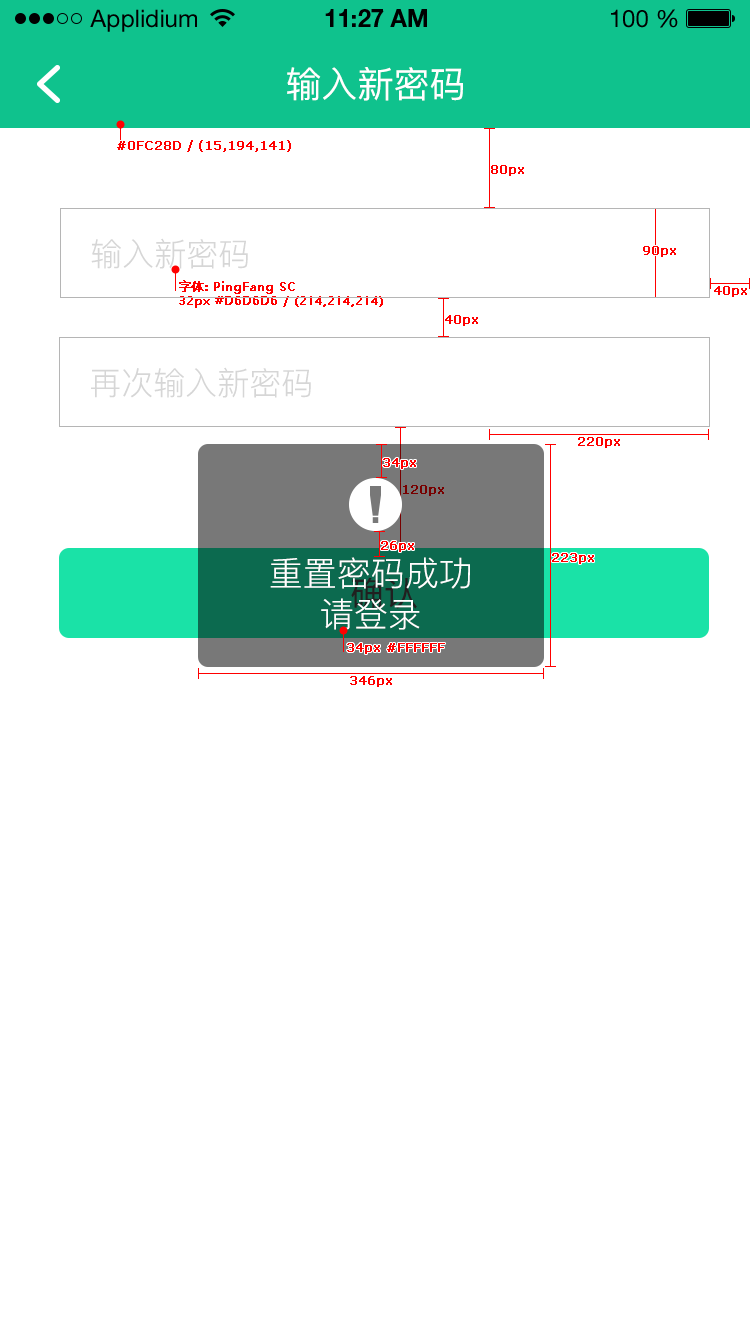 Applidium 11:27 AM 100 %
输入新密码
#0FC28D / (15,194,141)
80px
输入新密码
90px
字体: PingFang SC
32px #D6D6D6 / (214,214,214)
40px
40px
再次输入新密码
220px
34px
120px
26px
223px
重置密码成功
确认
请登录
34px #FFFFFF
346px